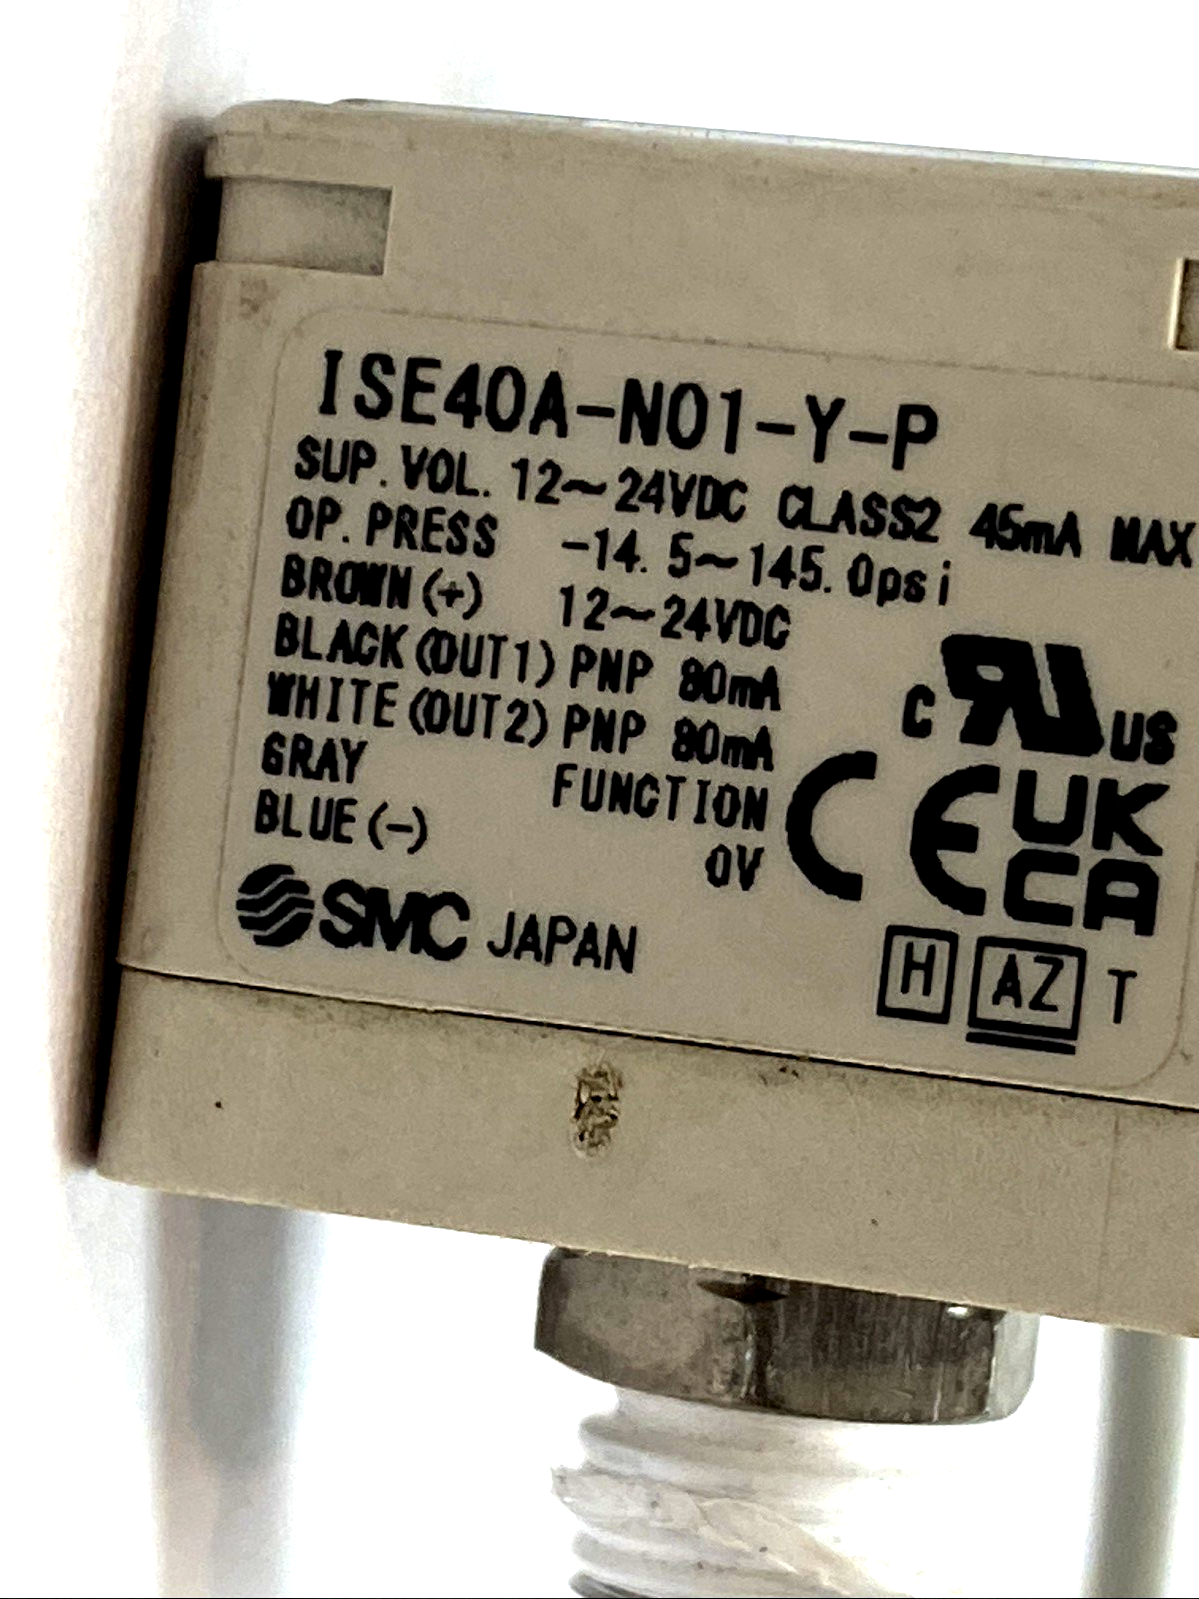 ISE40A-N01-Y-P
SUP.VOL. 12~24VDC CLASS2 45mA MAX
OP.PRESS -14.5~145.0psi
BROWN(+) 12~24VDC
BLACK(OUT1) PNP 80mA
WHITE(OUT2) PNP 80mA
GRAY FUNCTION
BLUE(-) 0V
c RU US
CE UK CA
SMC JAPAN
H AZ T